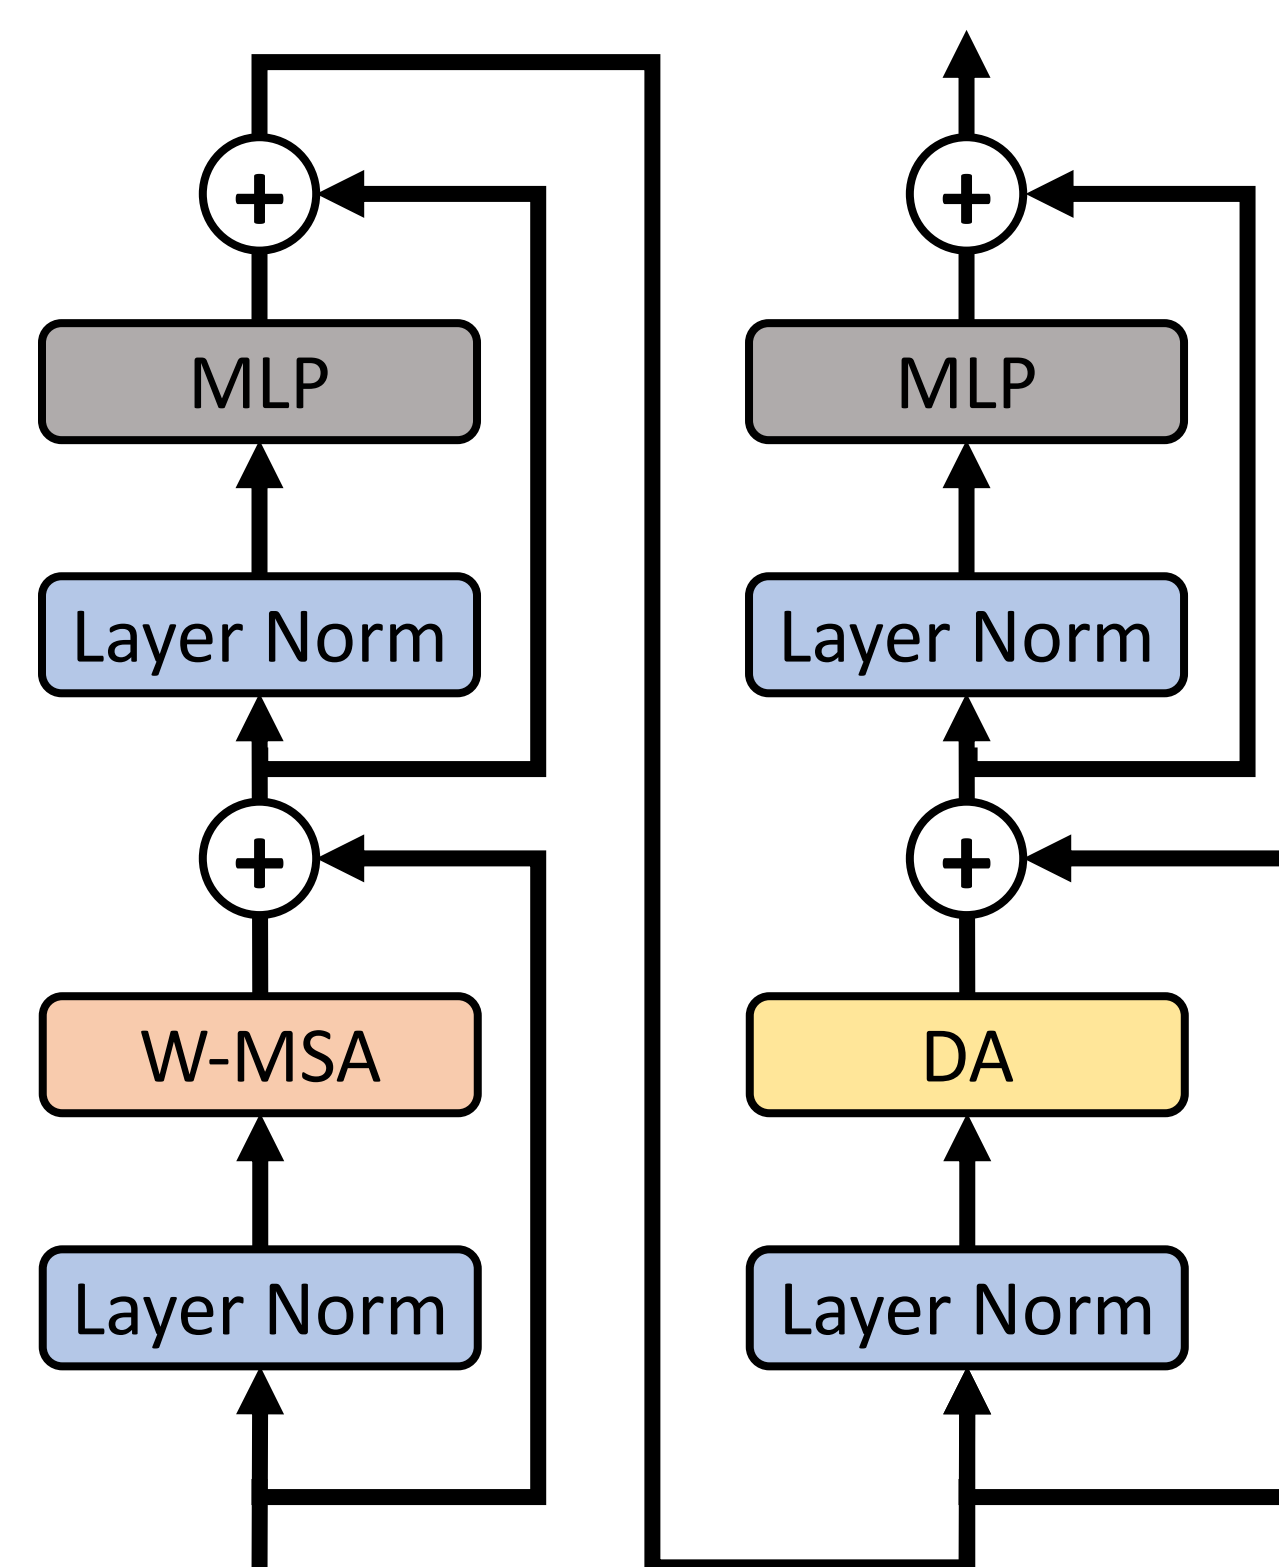 +
MLP
Layer Norm
+
W-MSA
Layer Norm
+
MLP
Layer Norm
+
DA
Layer Norm